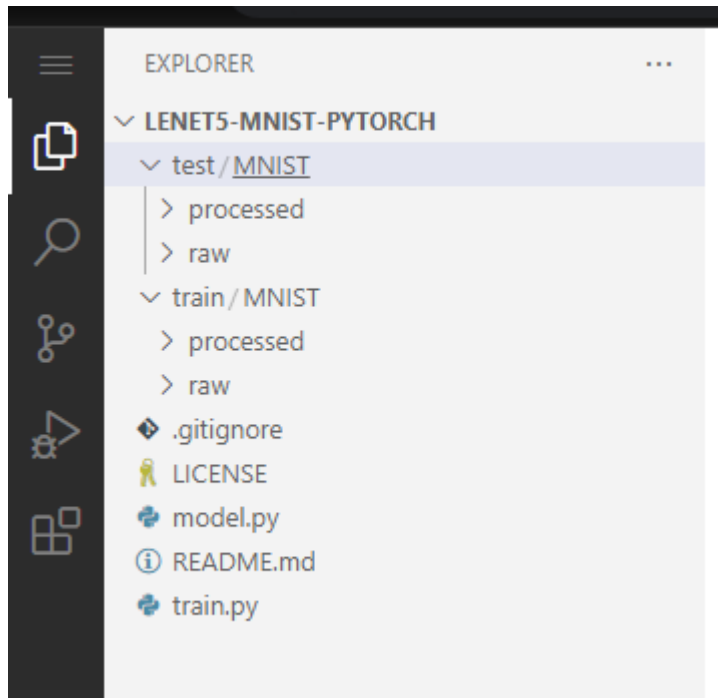 EXPLORER ...
LENET5-MNIST-PYTORCH
test / MNIST
processed
raw
train / MNIST
processed
raw
.gitignore
LICENSE
model.py
README.md
train.py